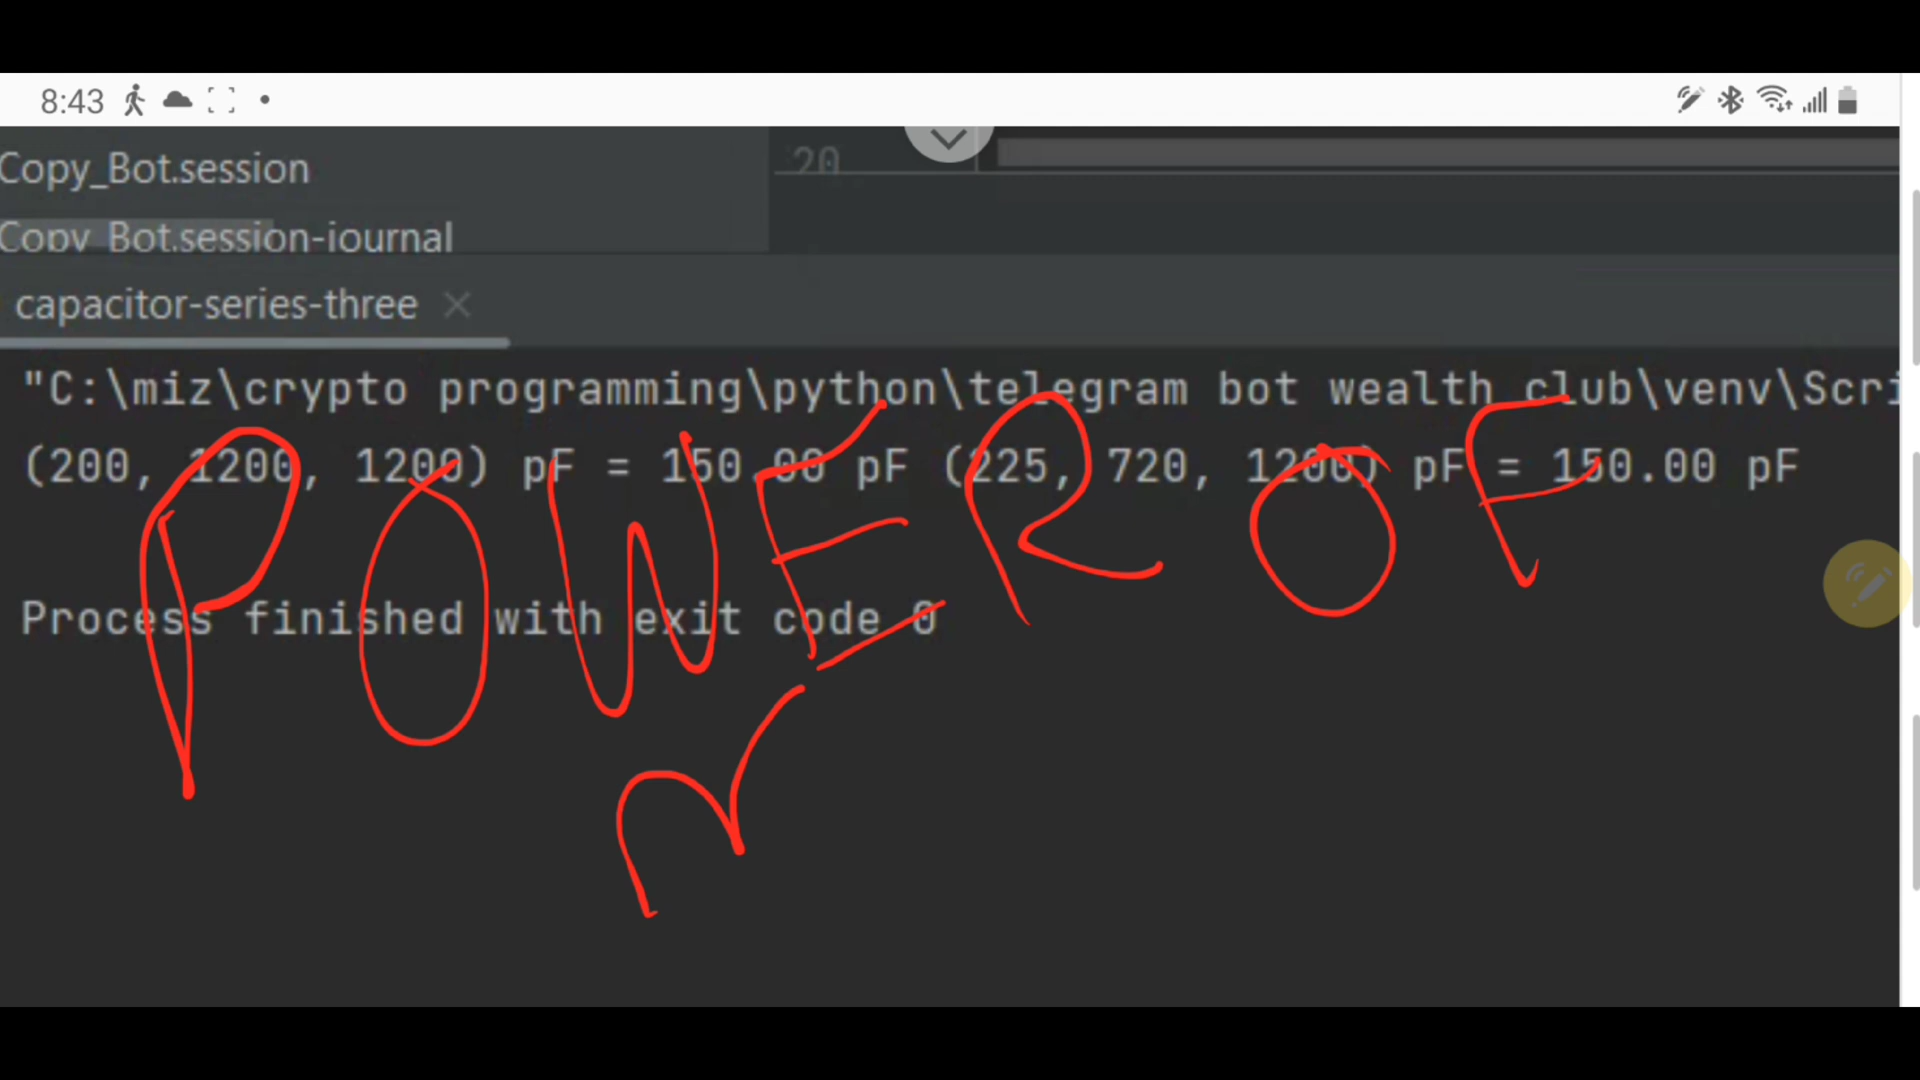 8:43
20
Copy_Bot.session
Copy_Bot.session-journal
capacitor-series-three
"C:\miz\crypto programming\python\telegram bot wealth club\venv\Scri
(200, 1200, 1200) pF = 150.00 pF (225, 720, 1200) pF = 150.00 pF
Process finished with exit code 0
POWER OF